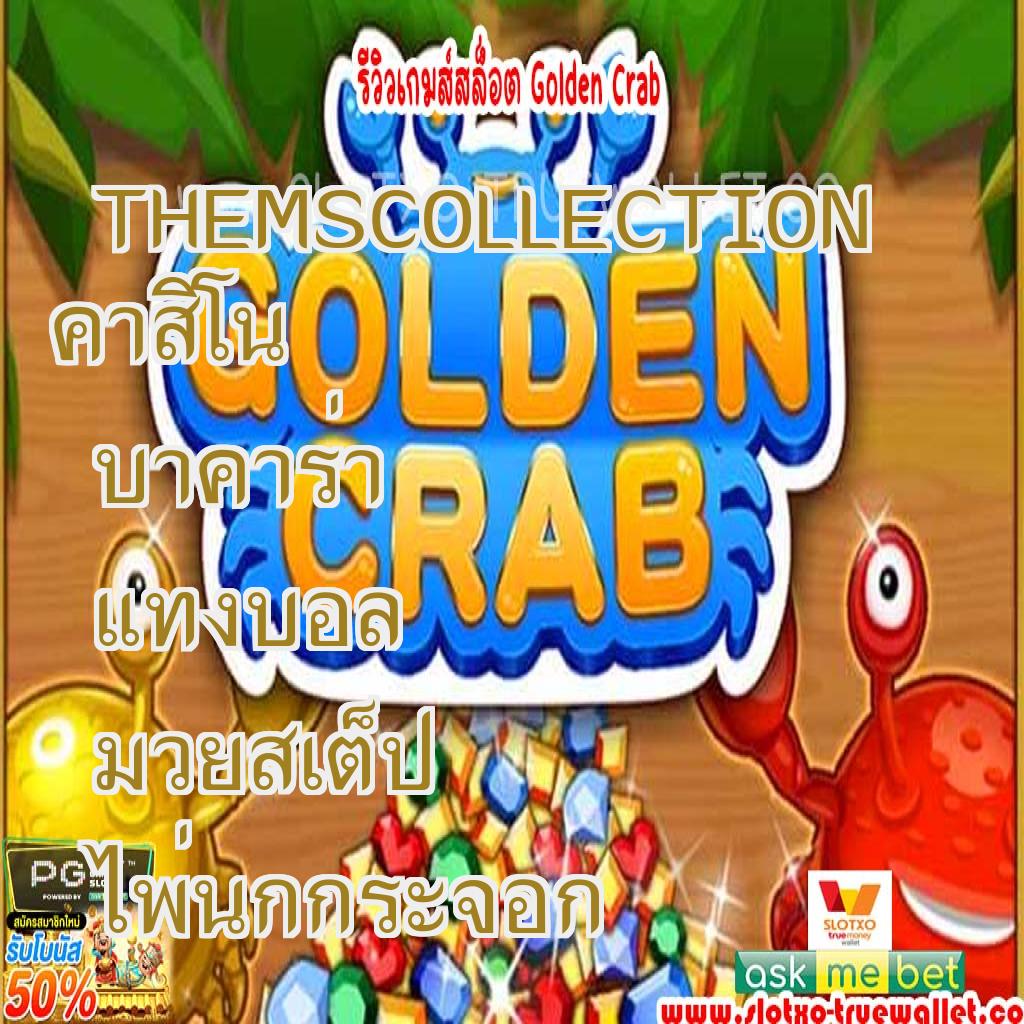 รีวิวเกมส์สล็อต Golden Crab
THEMSCOLLECTION
GOLDEN
คาสิโน
CRAB
บาคาร่า
แทงบอล
มวยสเต็ป
ไพ่นกกระจอก
PG
POWERED BY
สมัครสมาชิกใหม่
รับโบนัส
50%
SLOTXO
truemoney
wallet
ask me bet
www.slotxo-truewallet.co